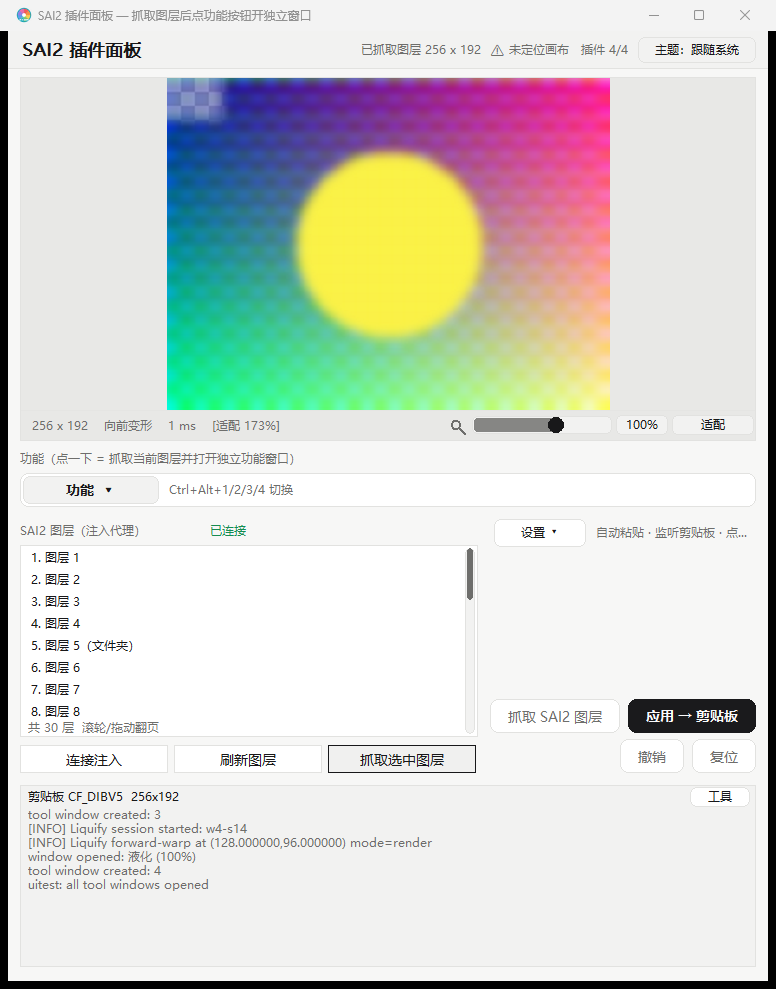 SAI2 插件面板 — 抓取图层后点功能按钮开独立窗口
SAI2 插件面板
已抓取图层 256 x 192 ⚠ 未定位画布 插件 4/4 主题：跟随系统
256 x 192 向前变形 1 ms [适配 173%] 100% 适配
功能（点一下 = 抓取当前图层并打开独立功能窗口）
功能 ▼ Ctrl+Alt+1/2/3/4 切换
SAI2 图层（注入代理） 已连接
设置 ▼ 自动粘贴 · 监听剪贴板 · 点...
1. 图层 1
2. 图层 2
3. 图层 3
4. 图层 4
5. 图层 5（文件夹）
6. 图层 6
7. 图层 7
8. 图层 8
共 30 层 滚轮/拖动翻页
抓取 SAI2 图层 应用 → 剪贴板
连接注入 刷新图层 抓取选中图层
撤销 复位
剪贴板 CF_DIBV5 256x192 工具
tool window created: 3
[INFO] Liquify session started: w4-s14
[INFO] Liquify forward-warp at (128.000000,96.000000) mode=render
window opened: 液化 (100%)
tool window created: 4
uitest: all tool windows opened